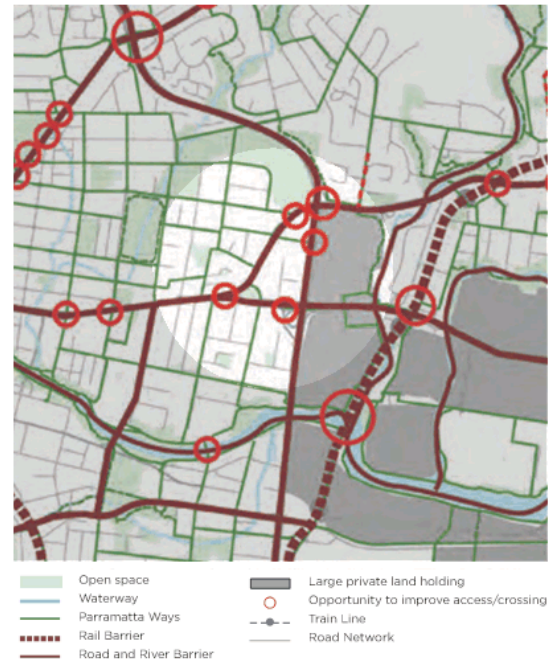 Open space
Waterway
Parramatta Ways
Rail Barrier
Road and River Barrier
Large private land holding
Opportunity to improve access/crossing
Train Line
Road Network